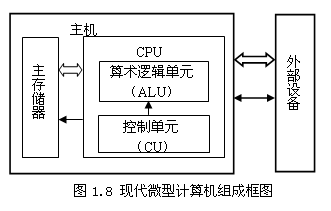 主机
CPU
主存储器
算术逻辑单元
(ALU)
控制单元
(CU)
外部设备
图 1.8 现代微型计算机组成框图